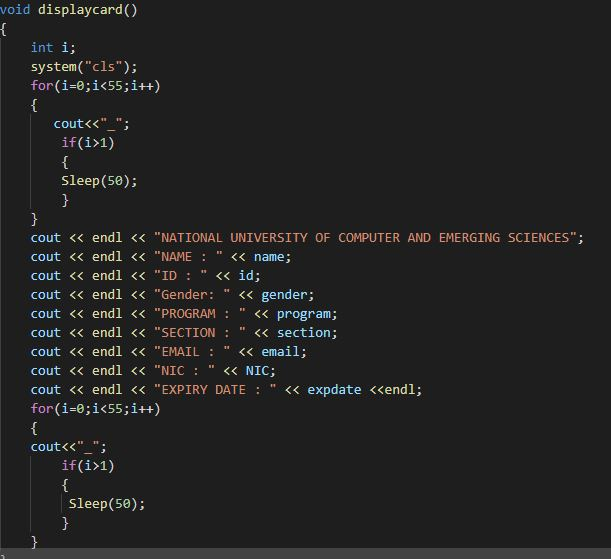 void displaycard()
{
    int i;
    system("cls");
    for(i=0;i<55;i++)
    {
       cout<<"_";
        if(i>1)
        {
        Sleep(50);
        }
    }
    cout << endl << "NATIONAL UNIVERSITY OF COMPUTER AND EMERGING SCIENCES";
    cout << endl << "NAME : " << name;
    cout << endl << "ID : " << id;
    cout << endl << "Gender: " << gender;
    cout << endl << "PROGRAM : " << program;
    cout << endl << "SECTION : " << section;
    cout << endl << "EMAIL : " << email;
    cout << endl << "NIC : " << NIC;
    cout << endl << "EXPIRY DATE : " << expdate <<endl;
    for(i=0;i<55;i++)
    {
    cout<<"_";
        if(i>1)
        {
         Sleep(50);
        }
    }